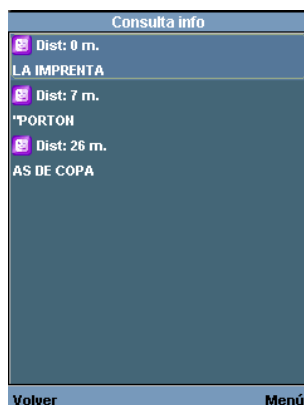 Consulta info
Dist: 0 m.
LA IMPRENTA
Dist: 7 m.
"PORTON
Dist: 26 m.
AS DE COPA
Volver Menú